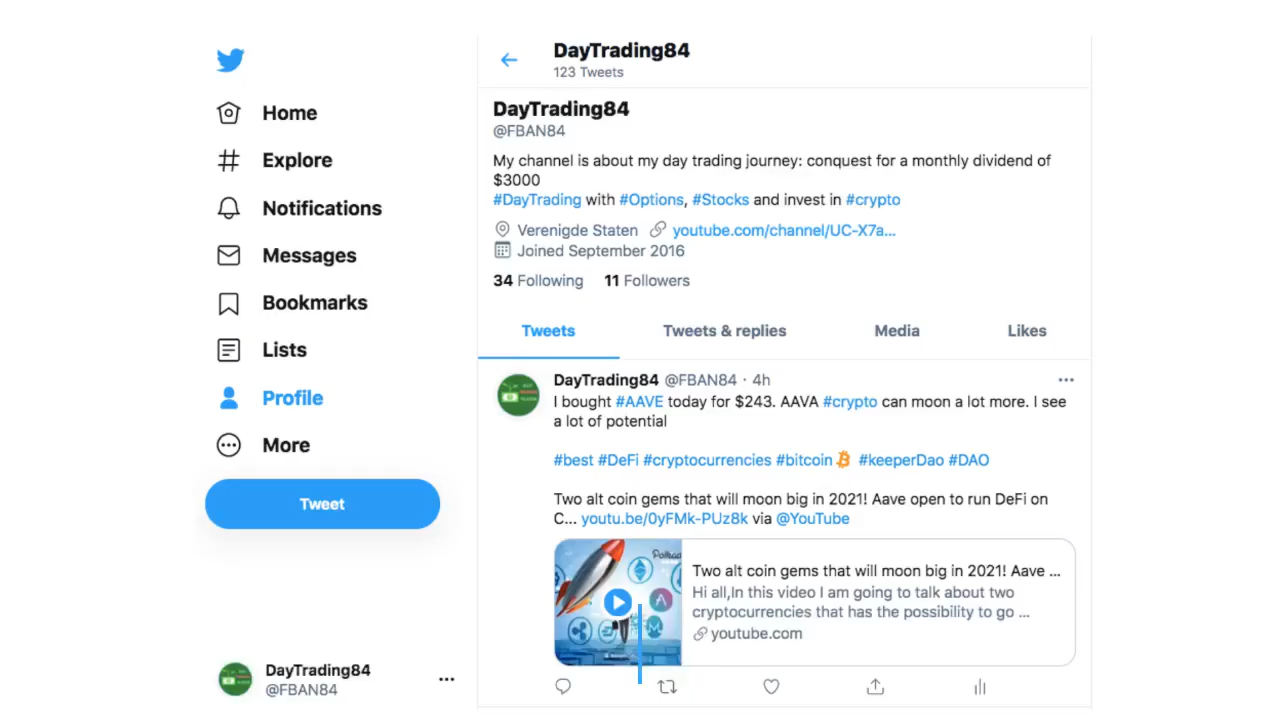 Home
Explore
Notifications
Messages
Bookmarks
Lists
Profile
More
Tweet
DayTrading84
@FBAN84
DayTrading84
123 Tweets
DayTrading84
@FBAN84
My channel is about my day trading journey: conquest for a monthly dividend of
$3000
#DayTrading with #Options, #Stocks and invest in #crypto
Verenigde Staten youtube.com/channel/UC-X7a...
Joined September 2016
34 Following 11 Followers
Tweets Tweets & replies Media Likes
DayTrading84 @FBAN84 · 4h
I bought #AAVE today for $243. AAVA #crypto can moon a lot more. I see
a lot of potential
#best #DeFi #cryptocurrencies #bitcoin #keeperDao #DAO
Two alt coin gems that will moon big in 2021! Aave open to run DeFi on
C... youtu.be/0yFMk-PUz8k via @YouTube
Two alt coin gems that will moon big in 2021! Aave ...
Hi all,In this video I am going to talk about two
cryptocurrencies that has the possibility to go ...
youtube.com